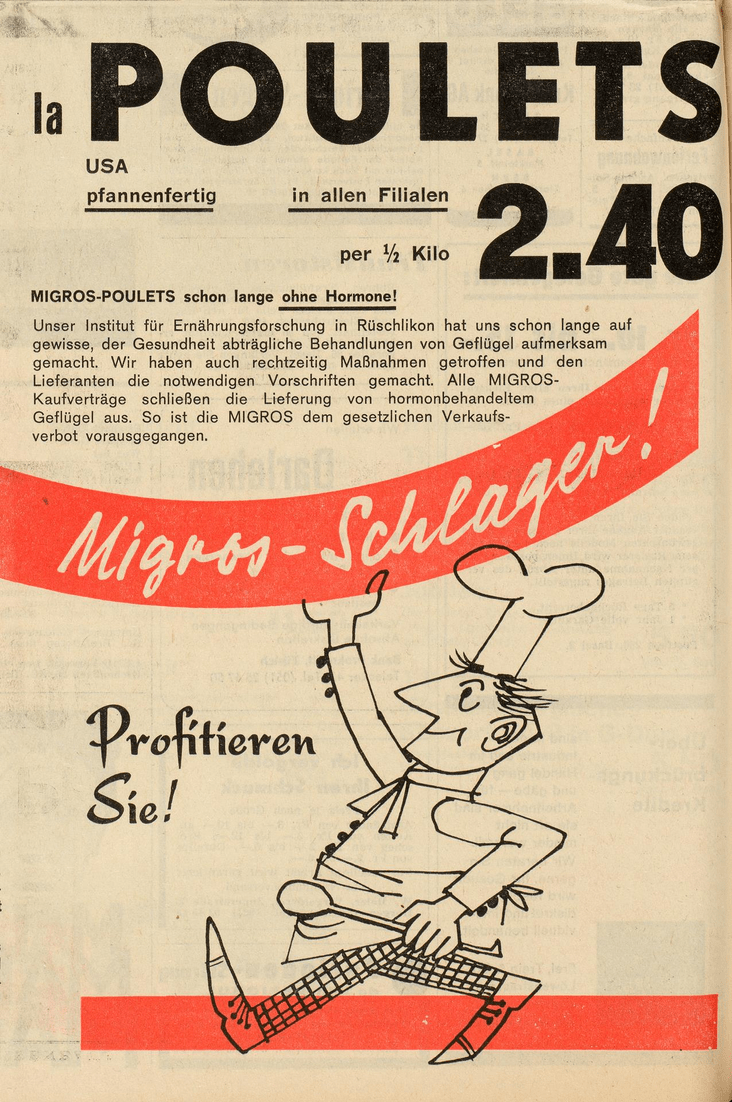 Ia POULETS
USA
pfannenfertig in allen Filialen
per ½ Kilo 2.40
MIGROS-POULETS schon lange ohne Hormone!
Unser Institut für Ernährungsforschung in Rüschlikon hat uns schon lange auf
gewisse, der Gesundheit abträgliche Behandlungen von Geflügel aufmerksam
gemacht. Wir haben auch rechtzeitig Maßnahmen getroffen und den
Lieferanten die notwendigen Vorschriften gemacht. Alle MIGROS-
Kaufverträge schließen die Lieferung von hormonbehandeltem
Geflügel aus. So ist die MIGROS dem gesetzlichen Verkaufs-
verbot vorausgegangen.
Migros-Schlager!
Profitieren
Sie!